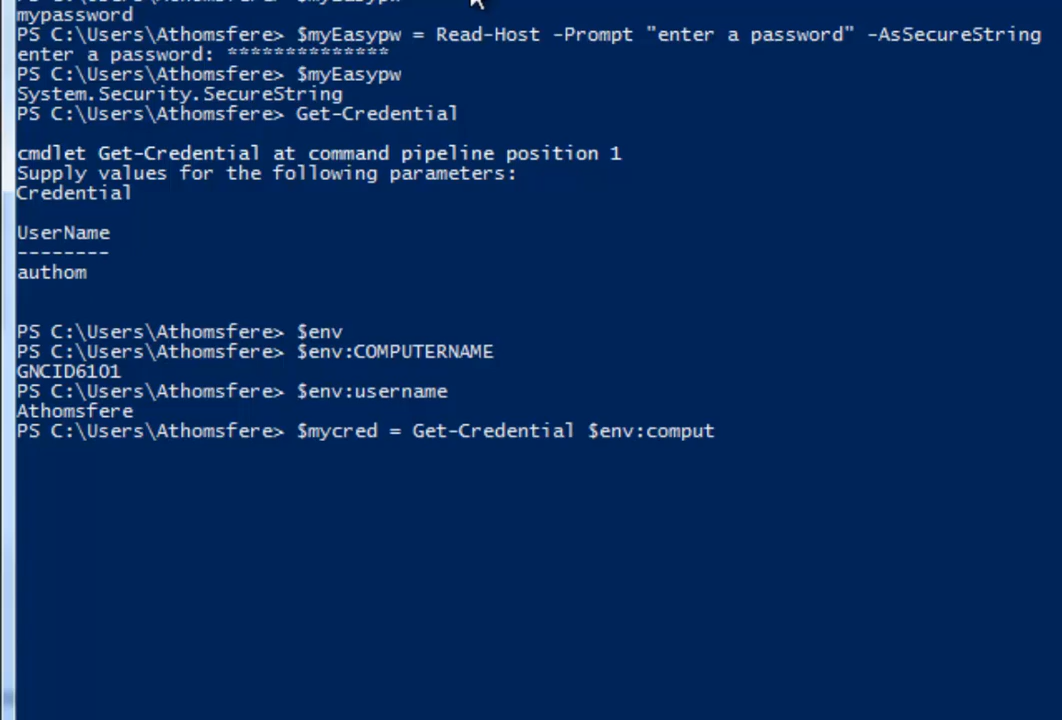 mypassword
PS C:\Users\Athomsfere> $myEasypw = Read-Host -Prompt "enter a password" -AsSecureString
enter a password: **************
PS C:\Users\Athomsfere> $myEasypw
System.Security.SecureString
PS C:\Users\Athomsfere> Get-Credential
cmdlet Get-Credential at command pipeline position 1
Supply values for the following parameters:
Credential
UserName
--------
authom
PS C:\Users\Athomsfere> $env
PS C:\Users\Athomsfere> $env:COMPUTERNAME
GNCID6101
PS C:\Users\Athomsfere> $env:username
Athomsfere
PS C:\Users\Athomsfere> $mycred = Get-Credential $env:comput